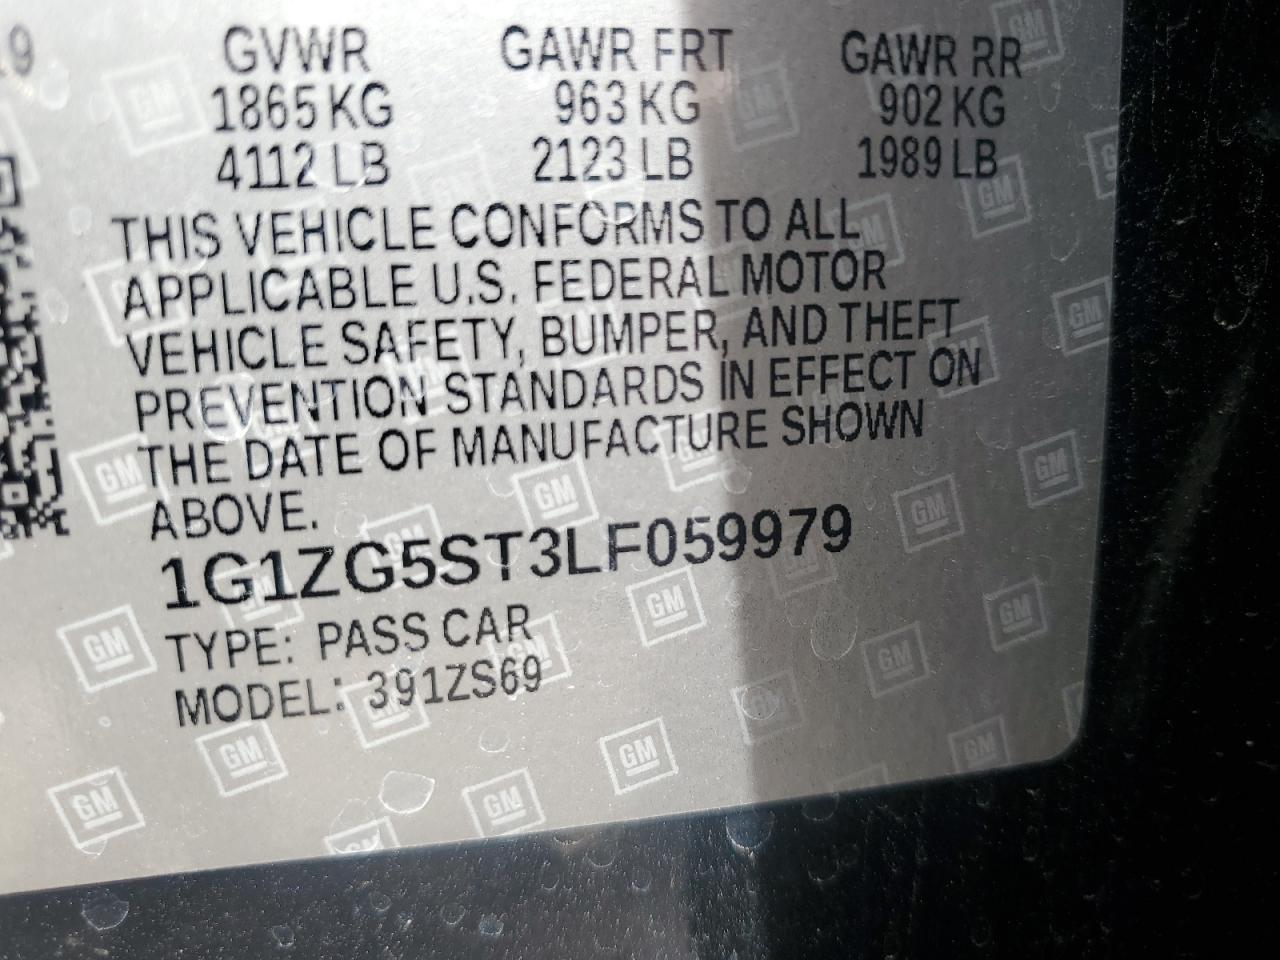 9 GVWR GAWR FRT GAWR RR
1865 KG 963 KG 902 KG
4112 LB 2123 LB 1989 LB
THIS VEHICLE CONFORMS TO ALL
APPLICABLE U.S. FEDERAL MOTOR
VEHICLE SAFETY, BUMPER, AND THEFT
PREVENTION STANDARDS IN EFFECT ON
THE DATE OF MANUFACTURE SHOWN
ABOVE.
1G1ZG5ST3LF059979
TYPE: PASS CAR
MODEL: 391ZS69